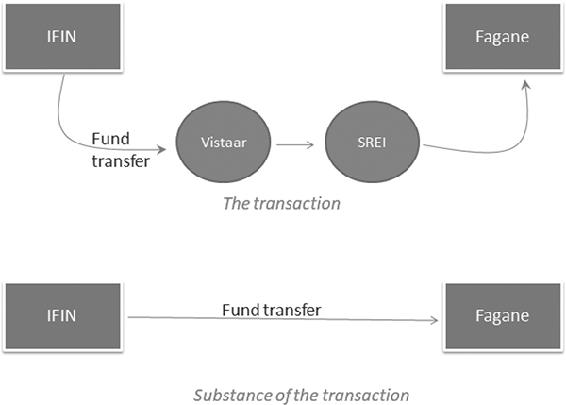 IFIN
Fagane
Fund
transfer
Vistaar
SREI
The transaction
IFIN
Fund transfer
Fagane
Substance of the transaction